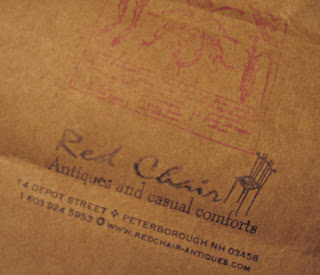 Red Chair
Antiques and casual comforts
4 DEPOT STREET ✣ PETERBOROUGH NH 03458
1 603 924 5953 WWW.REDCHAIR-ANTIQUES.COM